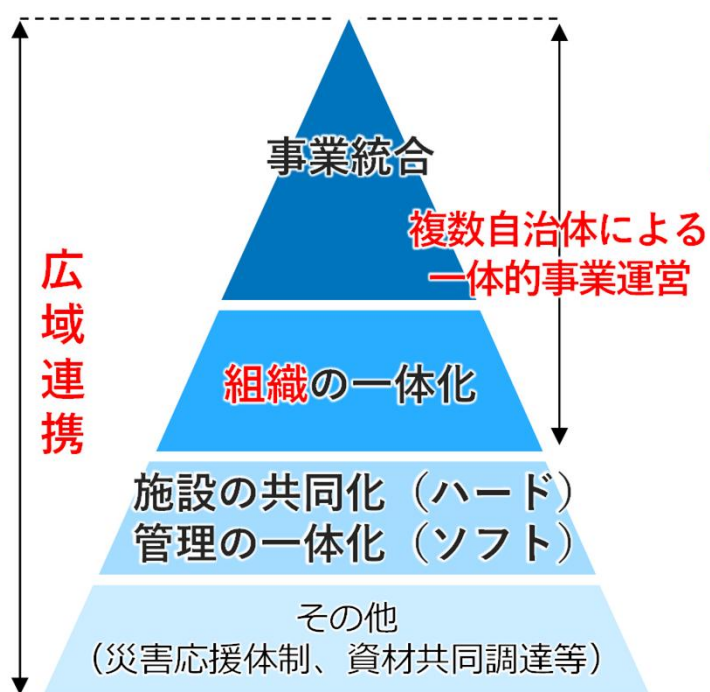 事業統合
複数自治体による
一体的事業運営
広域連携
組織の一体化
施設の共同化（ハード）
管理の一体化（ソフト）
その他
（災害応援体制、資材共同調達等）